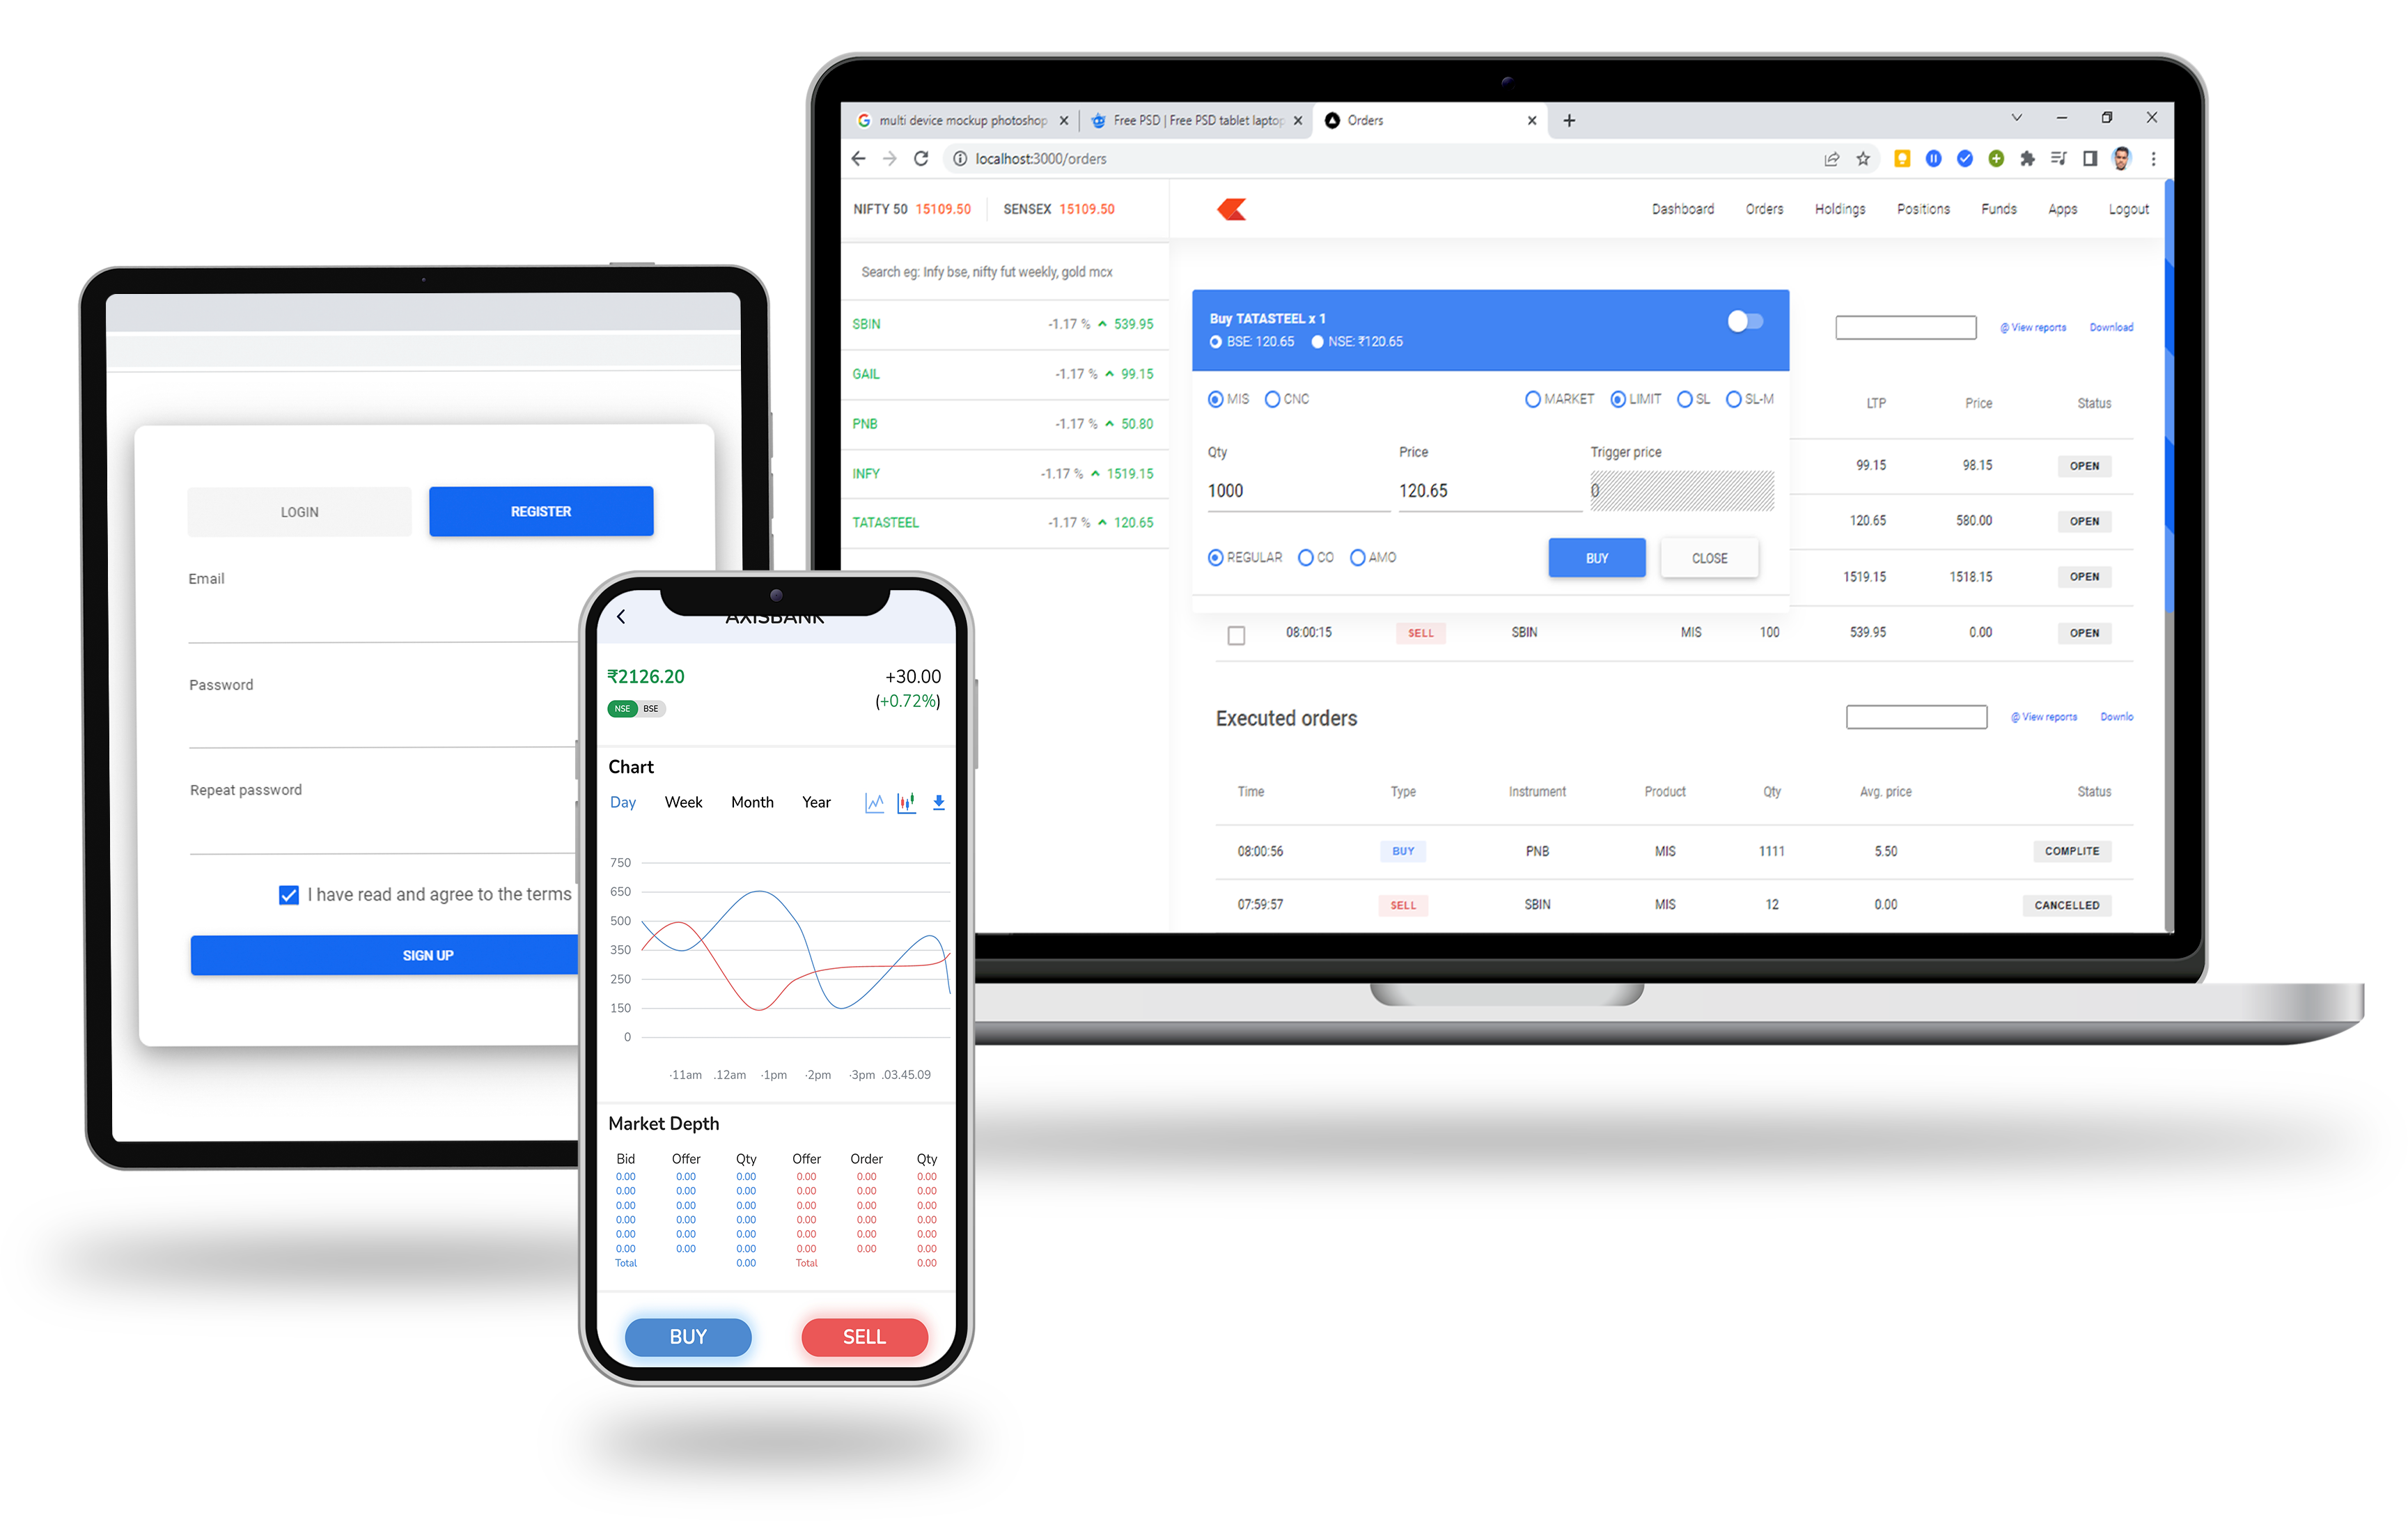 multi device mockup photoshop
Free PSD | Free PSD tablet laptop
Orders
localhost:3000/orders
NIFTY 50 15109.50 SENSEX 15109.50
Dashboard Orders Holdings Positions Funds Apps Logout
Search eg: Infy bse, nifty fut weekly, gold mcx
SBIN -1.17 % 539.95
GAIL -1.17 % 99.15
PNB -1.17 % 50.80
INFY -1.17 % 1519.15
TATASTEEL -1.17 % 120.65
Buy TATASTEEL x 1
BSE: 120.65 NSE: ₹120.65
@ View reports Download
MIS CNC MARKET LIMIT SL SL-M
Qty Price Trigger price
1000 120.65 0
REGULAR CO AMO BUY CLOSE
LTP Price Status
99.15 98.15 OPEN
120.65 580.00 OPEN
1519.15 1518.15 OPEN
08:00:15 SELL SBIN MIS 100 539.95 0.00 OPEN
Executed orders
@ View reports Downlo
Time Type Instrument Product Qty Avg. price Status
08:00:56 BUY PNB MIS 1111 5.50 COMPLITE
07:59:57 SELL SBIN MIS 12 0.00 CANCELLED
LOGIN REGISTER
Email
Password
Repeat password
I have read and agree to the terms
SIGN UP
AXISBANK
₹2126.20 +30.00
NSE BSE (+0.72%)
Chart
Day Week Month Year
750
650
500
350
250
150
0
·11am .12am ·1pm ·2pm ·3pm .03.45.09
Market Depth
Bid Offer Qty Offer Order Qty
0.00 0.00 0.00 0.00 0.00 0.00
0.00 0.00 0.00 0.00 0.00 0.00
0.00 0.00 0.00 0.00 0.00 0.00
0.00 0.00 0.00 0.00 0.00 0.00
0.00 0.00 0.00 0.00 0.00 0.00
0.00 0.00 0.00 0.00 0.00 0.00
Total 0.00 Total 0.00
BUY SELL